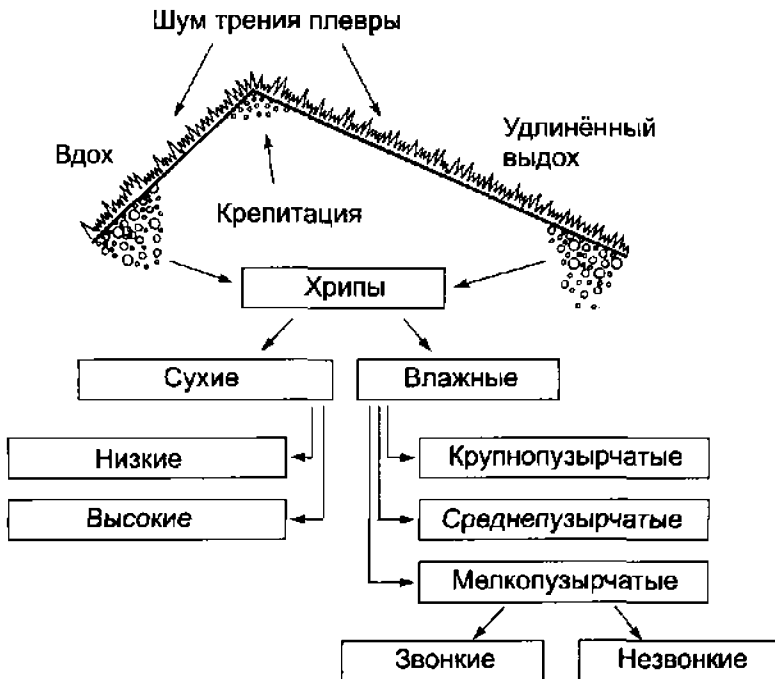 Шум трения плевры
Вдох
Удлинённый
выдох
Крепитация
Хрипы
Сухие
Влажные
Низкие
Крупнопузырчатые
Высокие
Среднепузырчатые
Мелкопузырчатые
Звонкие
Незвонкие